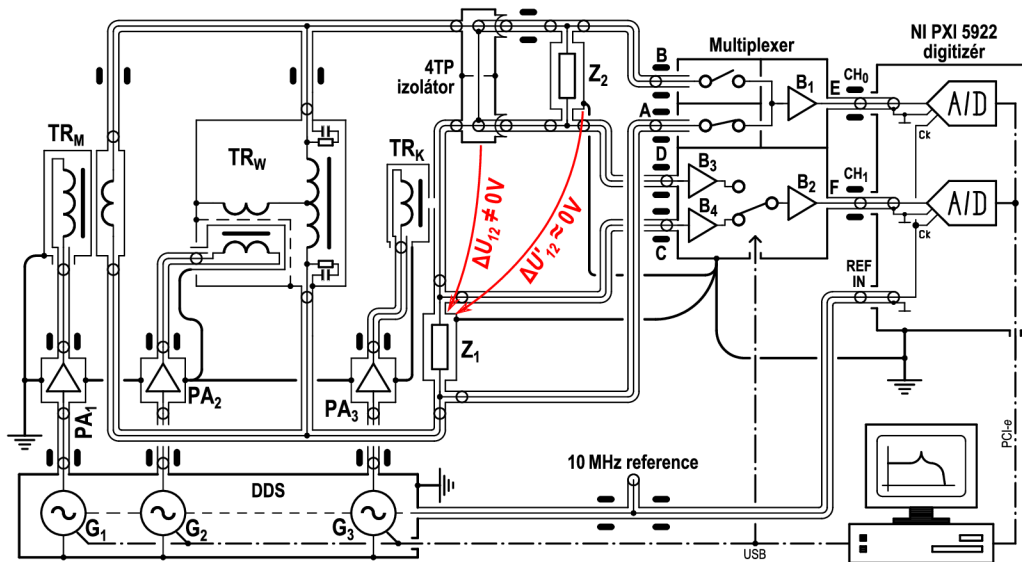 NI PXI 5922
digitizér
Multiplexer
4TP
izolátor
Z2
B
A
D
C
B1
B3
B4
B2
E
F
CH0
CH1
A/D
A/D
Ck
Ck
REF
IN
TRM
TRW
TRK
ΔU12 ≠ 0V
ΔU'12 ≈ 0V
Z1
PA1
PA2
PA3
10 MHz reference
DDS
G1
G2
G3
USB
PCI-e